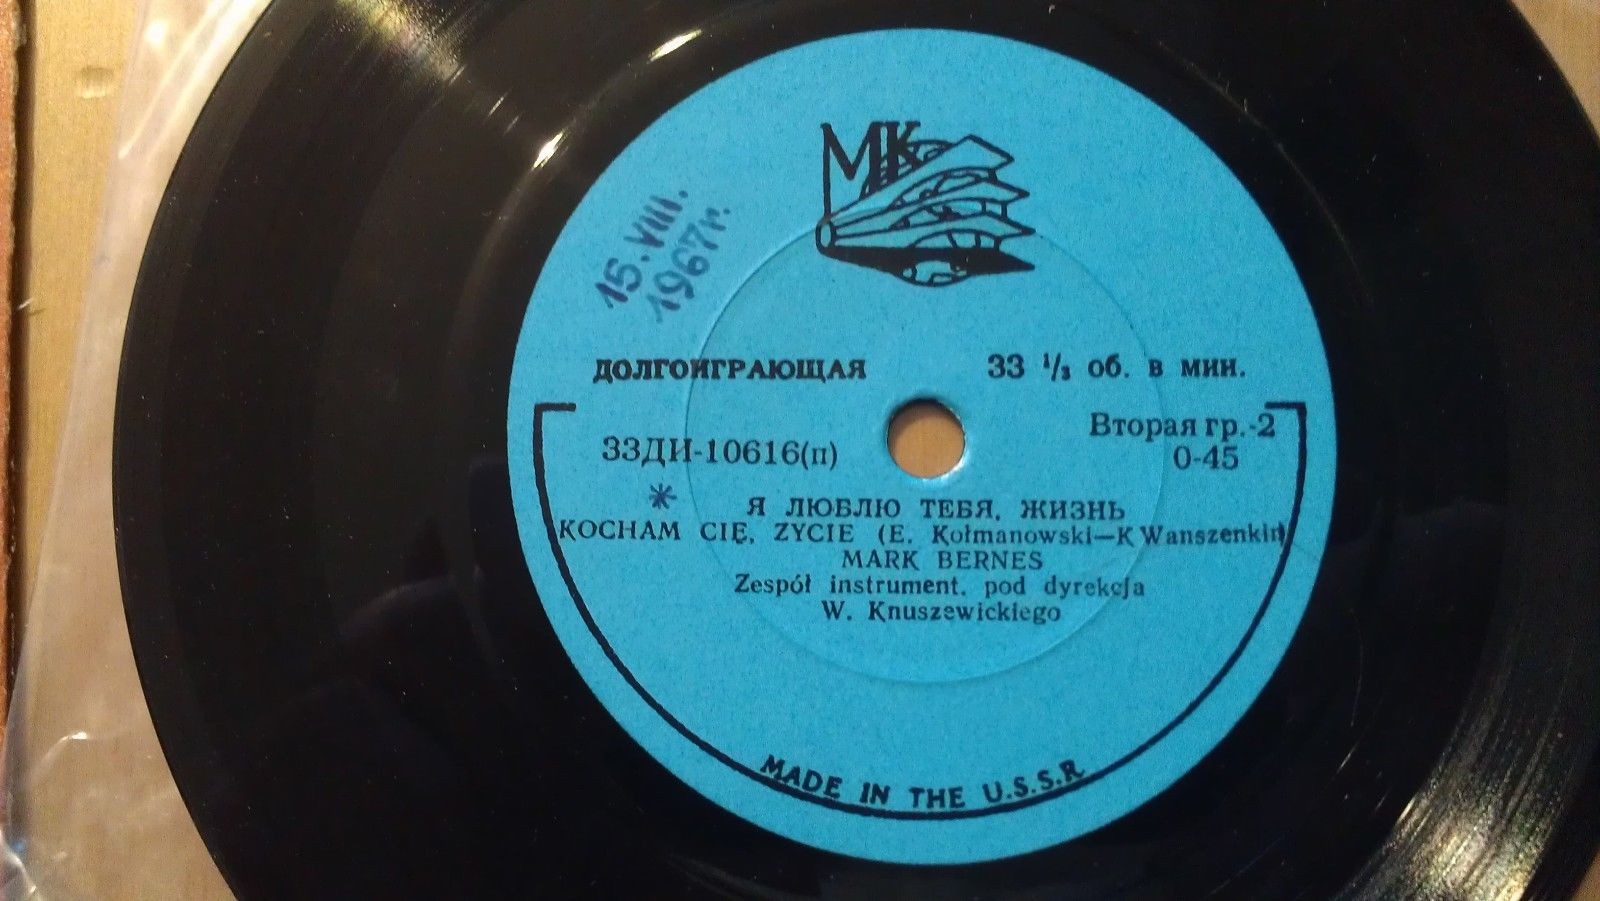 МК
15.VIII.
1967r.
ДОЛГОИГРАЮЩАЯ 33 ⅓ об. в мин.
33ДИ-10616(п)
Вторая гр.-2
0-45
*
Я ЛЮБЛЮ ТЕБЯ, ЖИЗНЬ
KOCHAM CIĘ, ZYCIE (E. Kołmanowski—K Wanszenkin)
MARK BERNES
Zespół instrument. pod dyrekcja
W. Knuszewickiego
MADE IN THE U.S.S.R